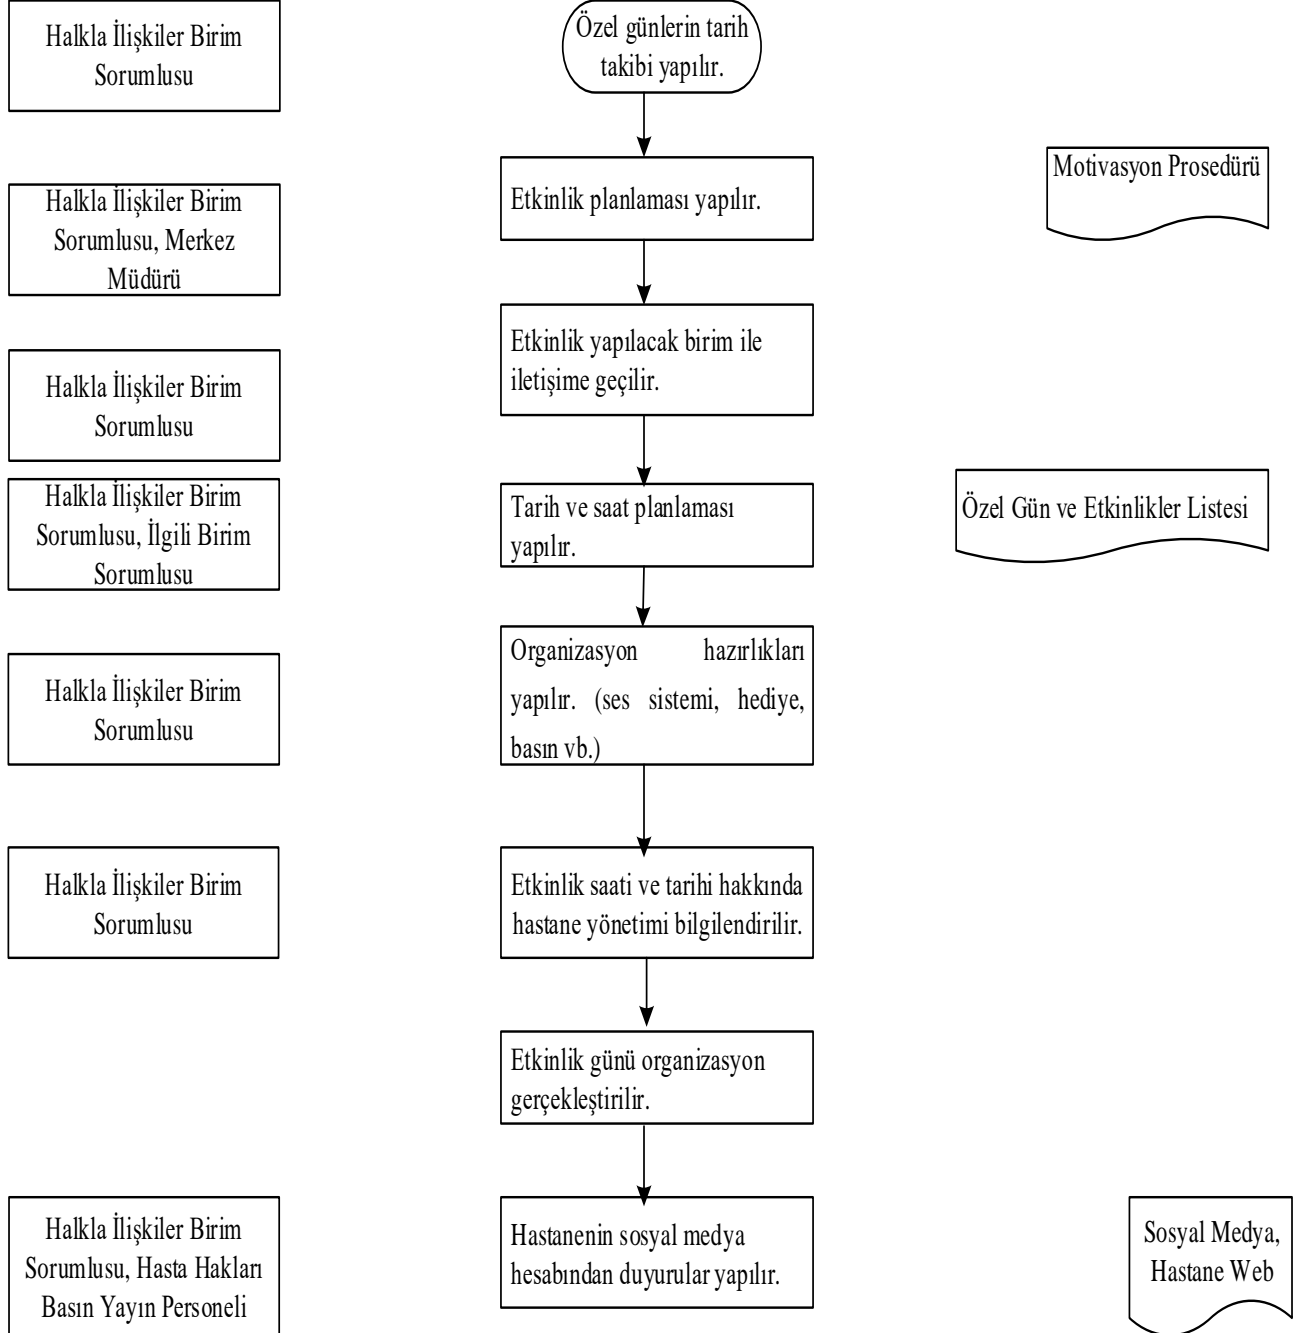 Halkla İlişkiler Birim
Sorumlusu
Özel günlerin tarih
takibi yapılır.
Halkla İlişkiler Birim
Sorumlusu, Merkez
Müdürü
Etkinlik planlaması yapılır.
Motivasyon Prosedürü
Halkla İlişkiler Birim
Sorumlusu
Etkinlik yapılacak birim ile
iletişime geçilir.
Halkla İlişkiler Birim
Sorumlusu, İlgili Birim
Sorumlusu
Tarih ve saat planlaması
yapılır.
Özel Gün ve Etkinlikler Listesi
Halkla İlişkiler Birim
Sorumlusu
Organizasyon hazırlıkları
yapılır. (ses sistemi, hediye,
basın vb.)
Halkla İlişkiler Birim
Sorumlusu
Etkinlik saati ve tarihi hakkında
hastane yönetimi bilgilendirilir.
Etkinlik günü organizasyon
gerçekleştirilir.
Halkla İlişkiler Birim
Sorumlusu, Hasta Hakları
Basın Yayın Personeli
Hastanenin sosyal medya
hesabından duyurular yapılır.
Sosyal Medya,
Hastane Web